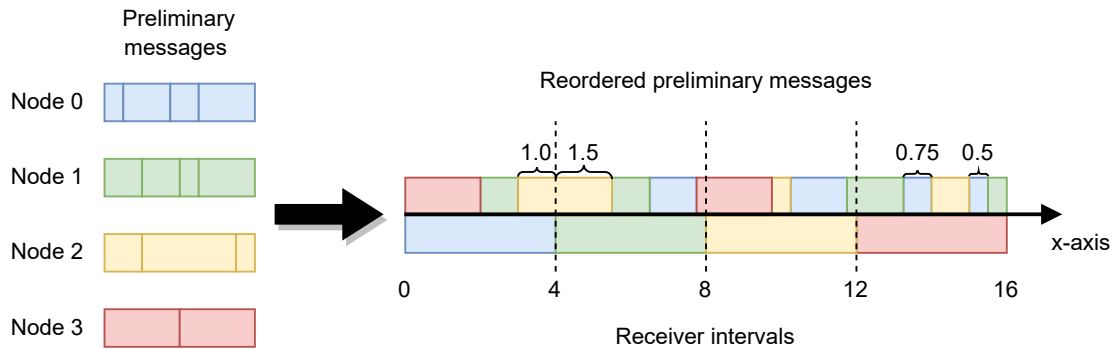 Preliminary
messages
Node 0
Node 1
Node 2
Node 3
Reordered preliminary messages
1.0 1.5 0.75 0.5
x-axis
0 4 8 12 16
Receiver intervals